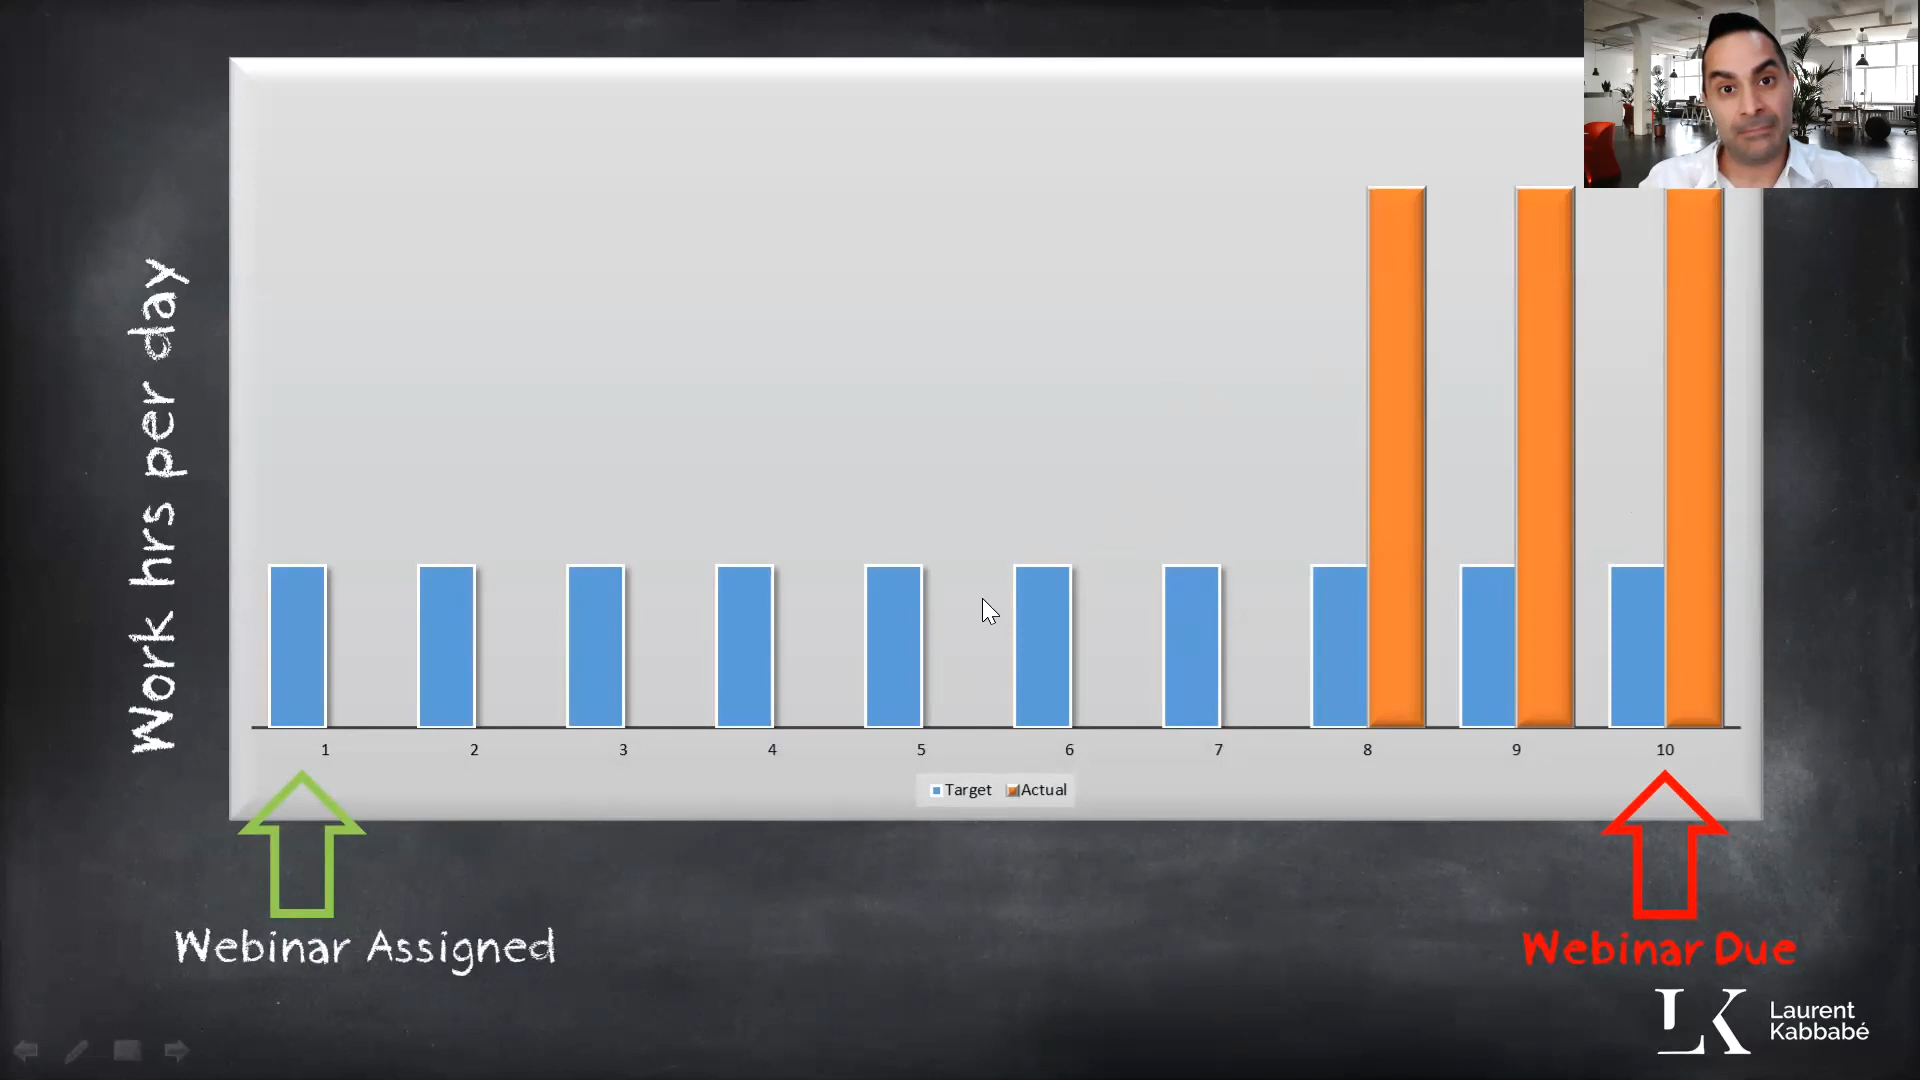 Work hrs per day
1 2 3 4 5 6 7 8 9 10
Target Actual
Webinar Assigned
Webinar Due
LK
Laurent
Kabbabé